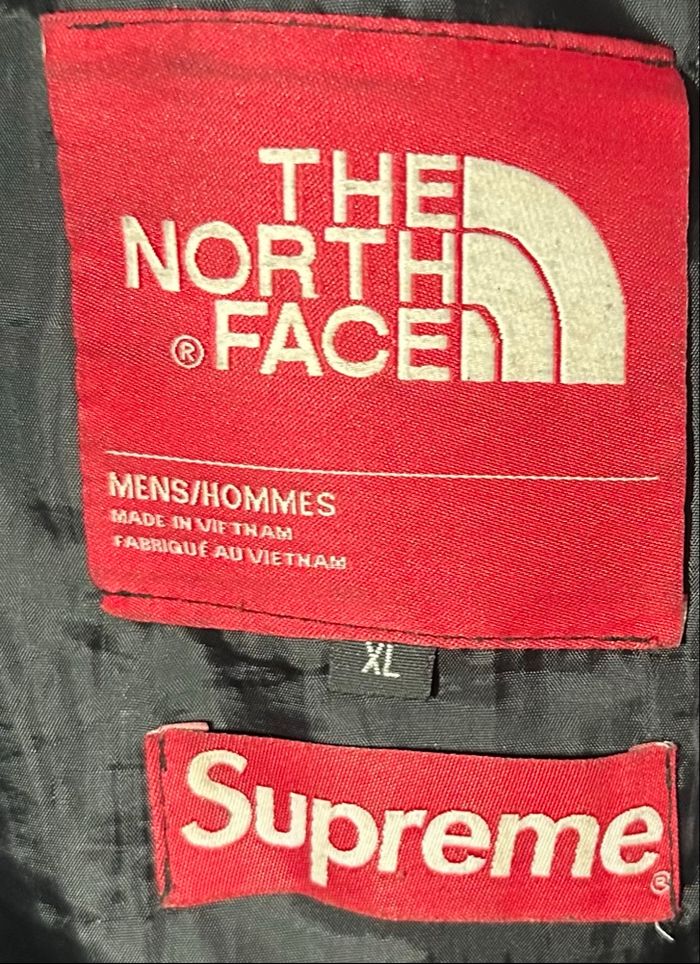 THE
NORTH
® FACE
MENS/HOMMES
MADE IN VIETNAM
FABRIQUÉ AU VIETNAM
XL
Supreme
®